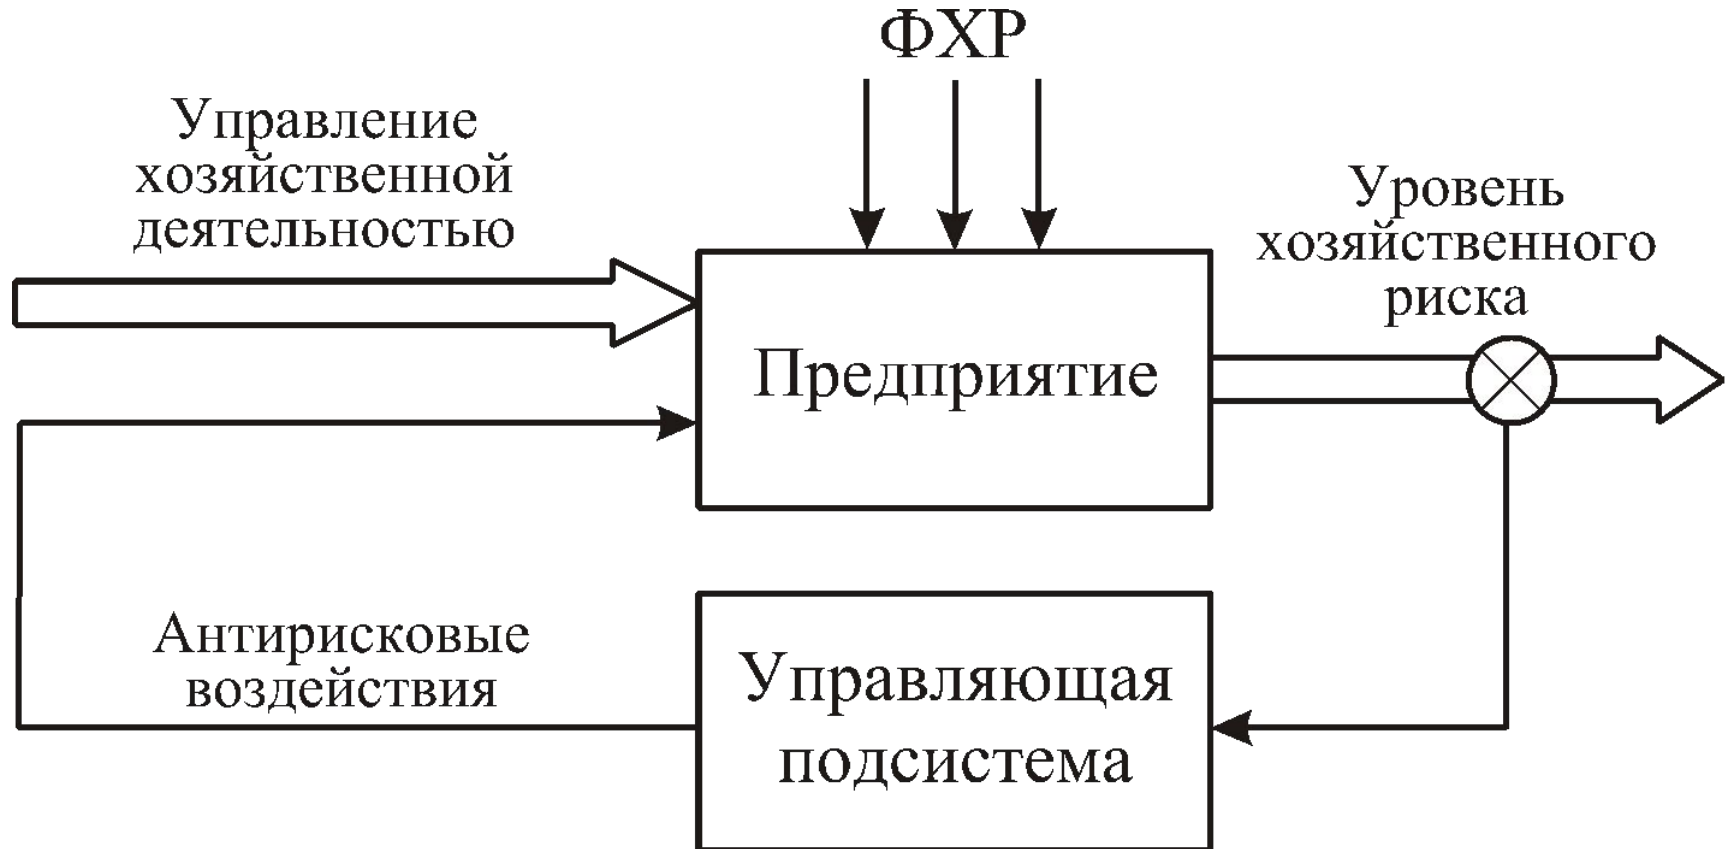 ФХР
Управление
хозяйственной
деятельностью
Уровень
хозяйственного
риска
Предприятие
Антирисковые
воздействия
Управляющая
подсистема